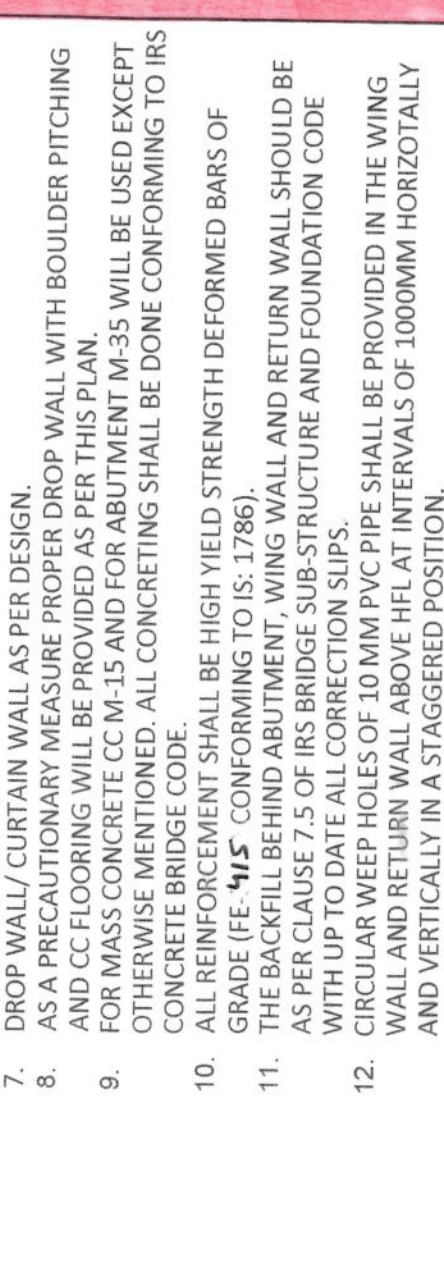 7. DROP WALL/ CURTAIN WALL AS PER DESIGN.
8. AS A PRECAUTIONARY MEASURE PROPER DROP WALL WITH BOULDER PITCHING
AND CC FLOORING WILL BE PROVIDED AS PER THIS PLAN.
9. FOR MASS CONCRETE CC M-15 AND FOR ABUTMENT M-35 WILL BE USED EXCEPT
OTHERWISE MENTIONED. ALL CONCRETING SHALL BE DONE CONFORMING TO IRS
CONCRETE BRIDGE CODE.
10. ALL REINFORCEMENT SHALL BE HIGH YIELD STRENGTH DEFORMED BARS OF
GRADE (FE-415 CONFORMING TO IS: 1786).
11. THE BACKFILL BEHIND ABUTMENT, WING WALL AND RETURN WALL SHOULD BE
AS PER CLAUSE 7.5 OF IRS BRIDGE SUB-STRUCTURE AND FOUNDATION CODE
WITH UP TO DATE ALL CORRECTION SLIPS.
12. CIRCULAR WEEP HOLES OF 10 MM PVC PIPE SHALL BE PROVIDED IN THE WING
WALL AND RETURN WALL ABOVE HFL AT INTERVALS OF 1000MM HORIZOTALLY
AND VERTICALLY IN A STAGGERED POSITION.